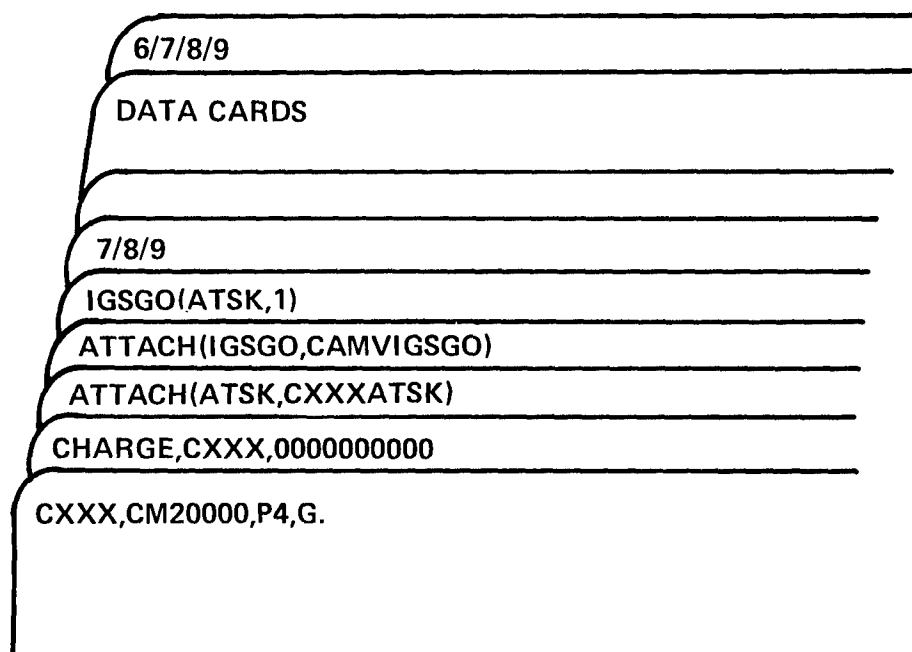 6/7/8/9
DATA CARDS
7/8/9
IGSGO(ATSK,1)
ATTACH(IGSGO,CAMVIGSGO)
ATTACH(ATSK,CXXXATSK)
CHARGE,CXXX,0000000000
CXXX,CM20000,P4,G.